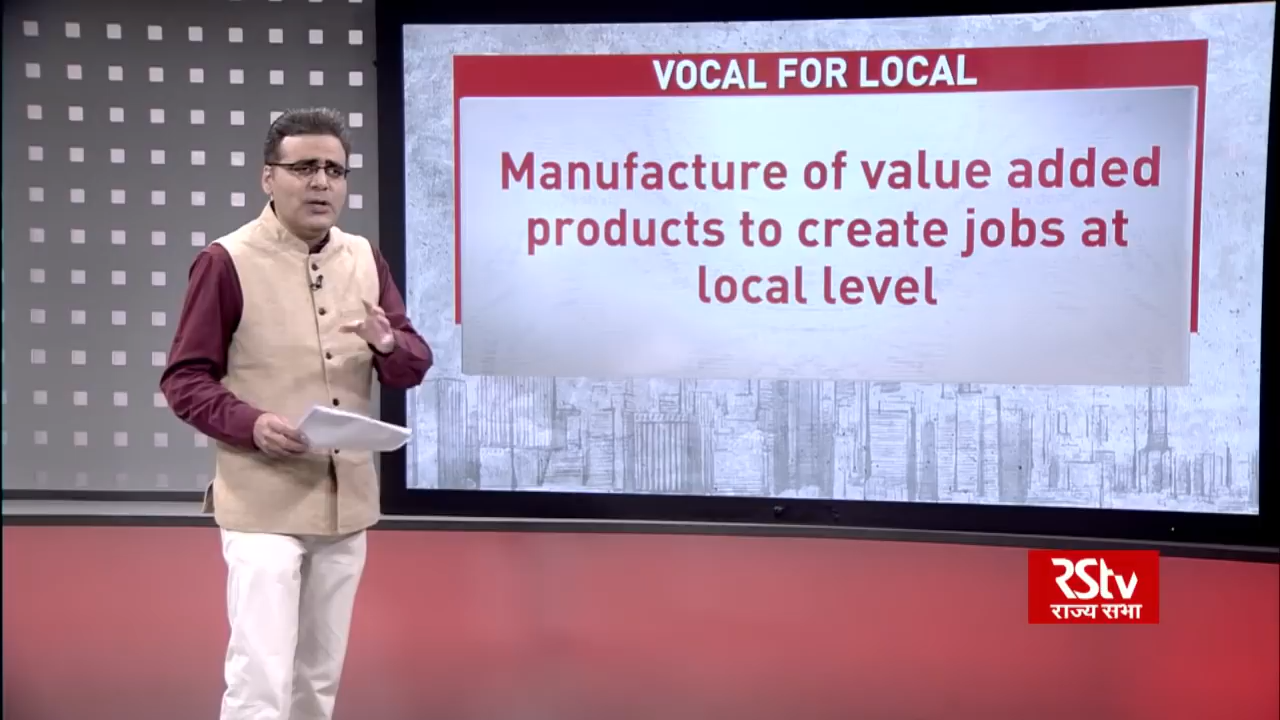 VOCAL FOR LOCAL
Manufacture of value added
products to create jobs at
local level
RStv
राज्य सभा